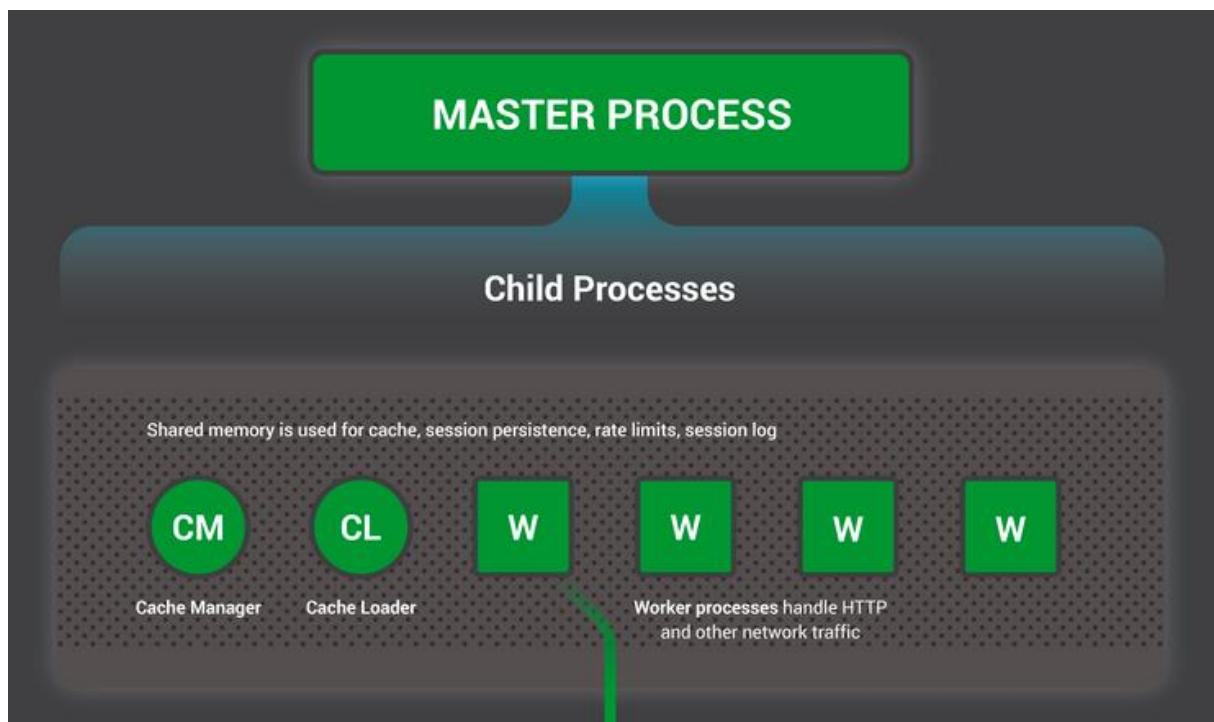 MASTER PROCESS
Child Processes
Shared memory is used for cache, session persistence, rate limits, session log
CM
CL
W
W
W
W
Cache Manager
Cache Loader
Worker processes handle HTTP
and other network traffic